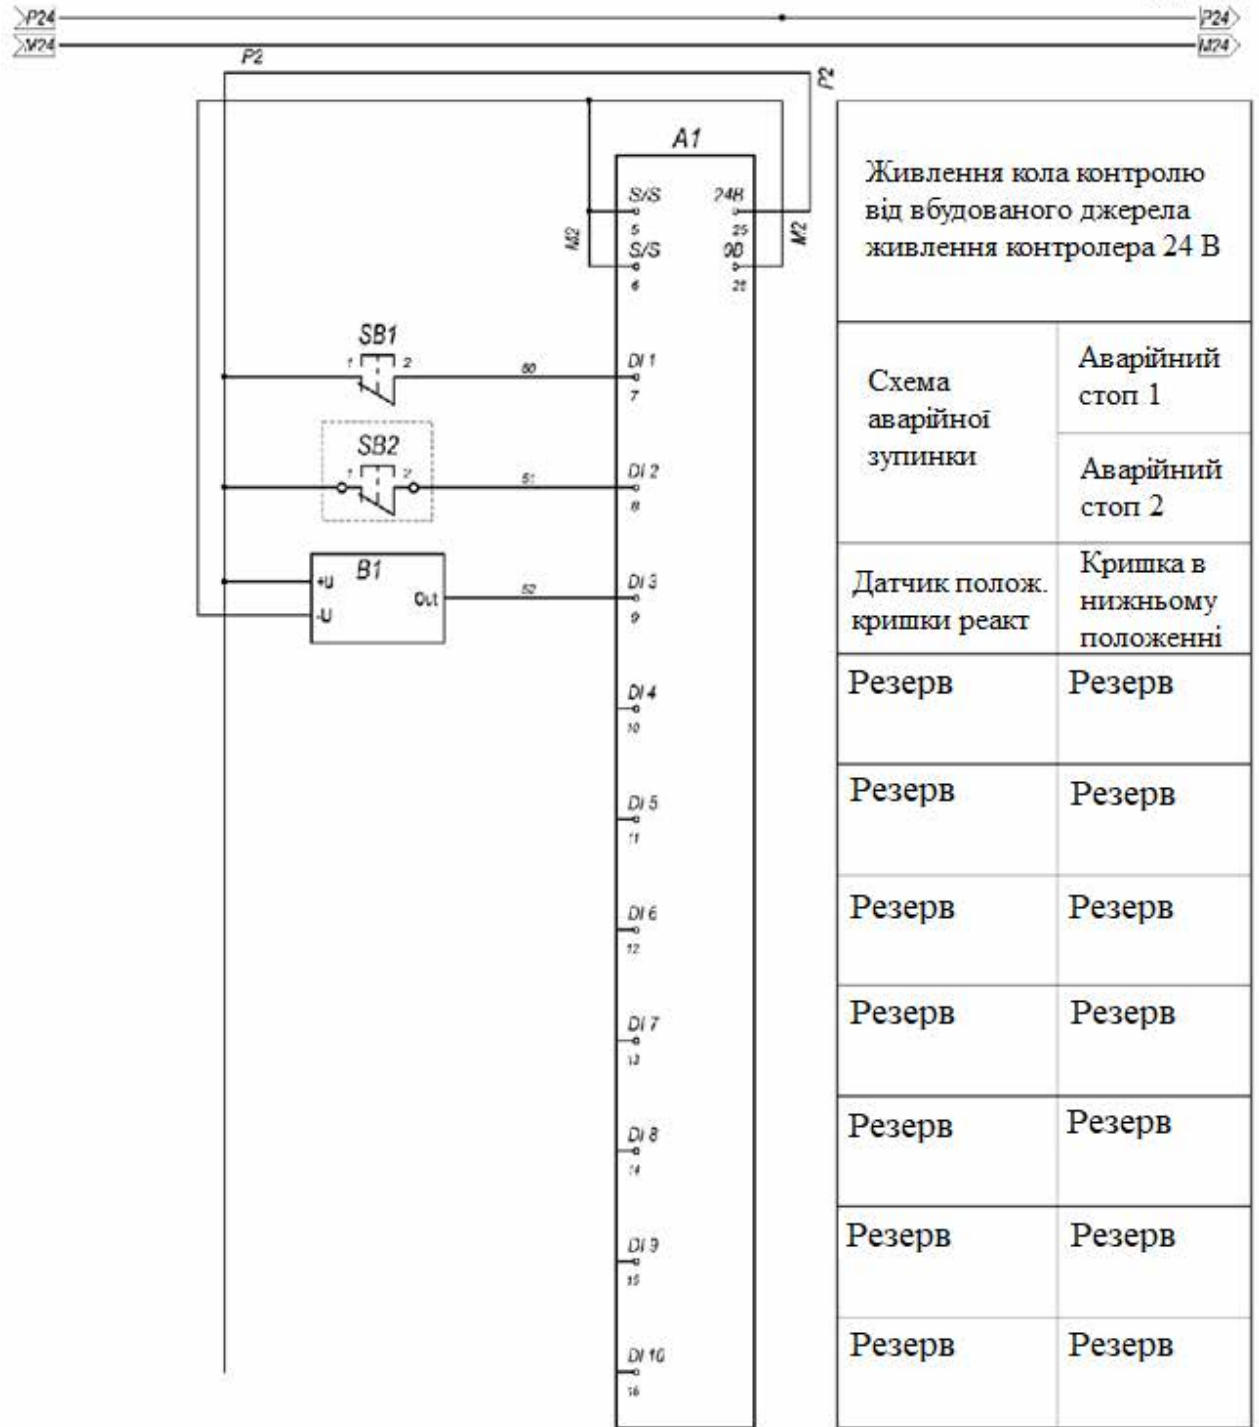 P24
P24
M24
M24
P2
P2
A1
S/S
24В
5
25
M2
M2
S/S
0В
6
26
Живлення кола контролю
від вбудованого джерела
живлення контролера 24 В
SB1
1
2
DI 1
7
Схема
аварійної
зупинки
Аварійний
стоп 1
SB2
1
2
51
DI 2
8
Аварійний
стоп 2
B1
+U
-U
Out
52
DI 3
9
Датчик полож.
кришки реакт
Кришка в
нижньому
положенні
DI 4
10
Резерв
Резерв
DI 5
11
Резерв
Резерв
DI 6
12
Резерв
Резерв
DI 7
13
Резерв
Резерв
DI 8
14
Резерв
Резерв
DI 9
15
Резерв
Резерв
DI 10
16
Резерв
Резерв